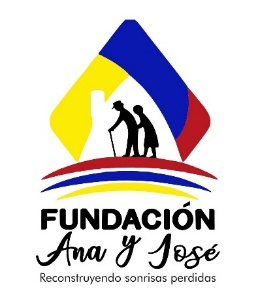 FUNDACIÓN
Ana y José
Reconstruyendo sonrisas perdidas